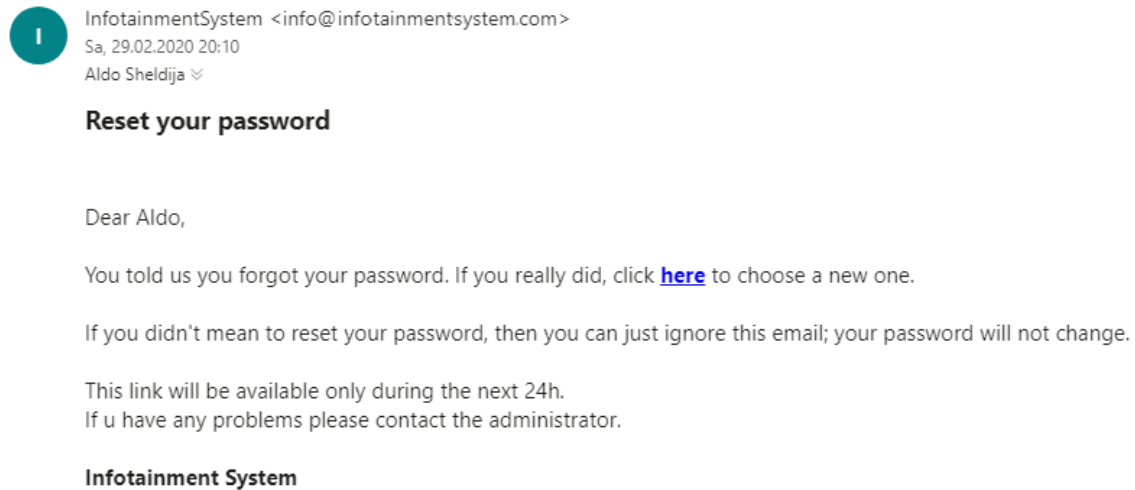 I
InfotainmentSystem <info@infotainmentsystem.com>
Sa, 29.02.2020 20:10
Aldo Sheldija
Reset your password
Dear Aldo,
You told us you forgot your password. If you really did, click here to choose a new one.
If you didn't mean to reset your password, then you can just ignore this email; your password will not change.
This link will be available only during the next 24h.
If u have any problems please contact the administrator.
Infotainment System